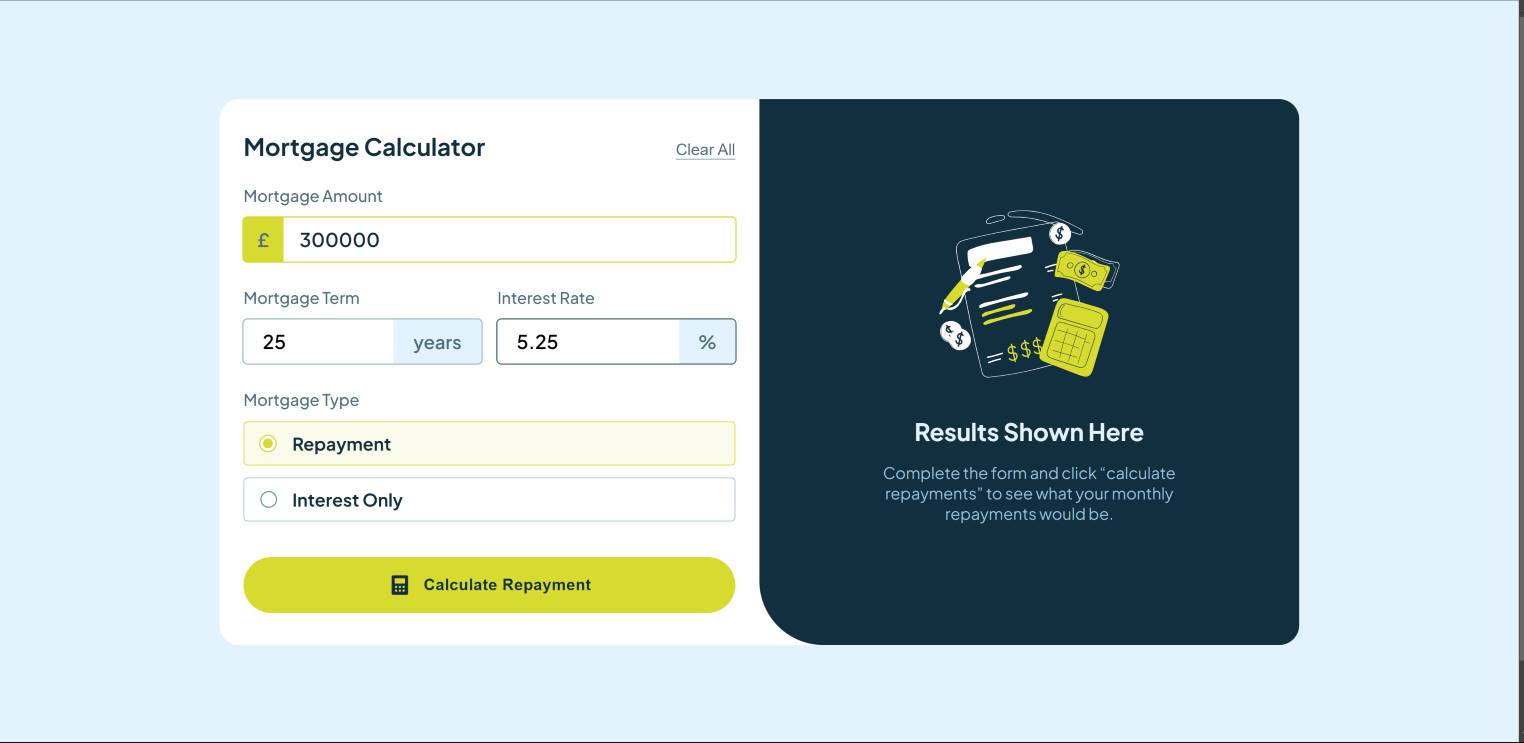 Mortgage Calculator
Clear All
Mortgage Amount
£ 300000
Mortgage Term
Interest Rate
25 years
5.25 %
Mortgage Type
Repayment
Interest Only
Calculate Repayment
$
$
$
$
$$$
Results Shown Here
Complete the form and click “calculate
repayments” to see what your monthly
repayments would be.